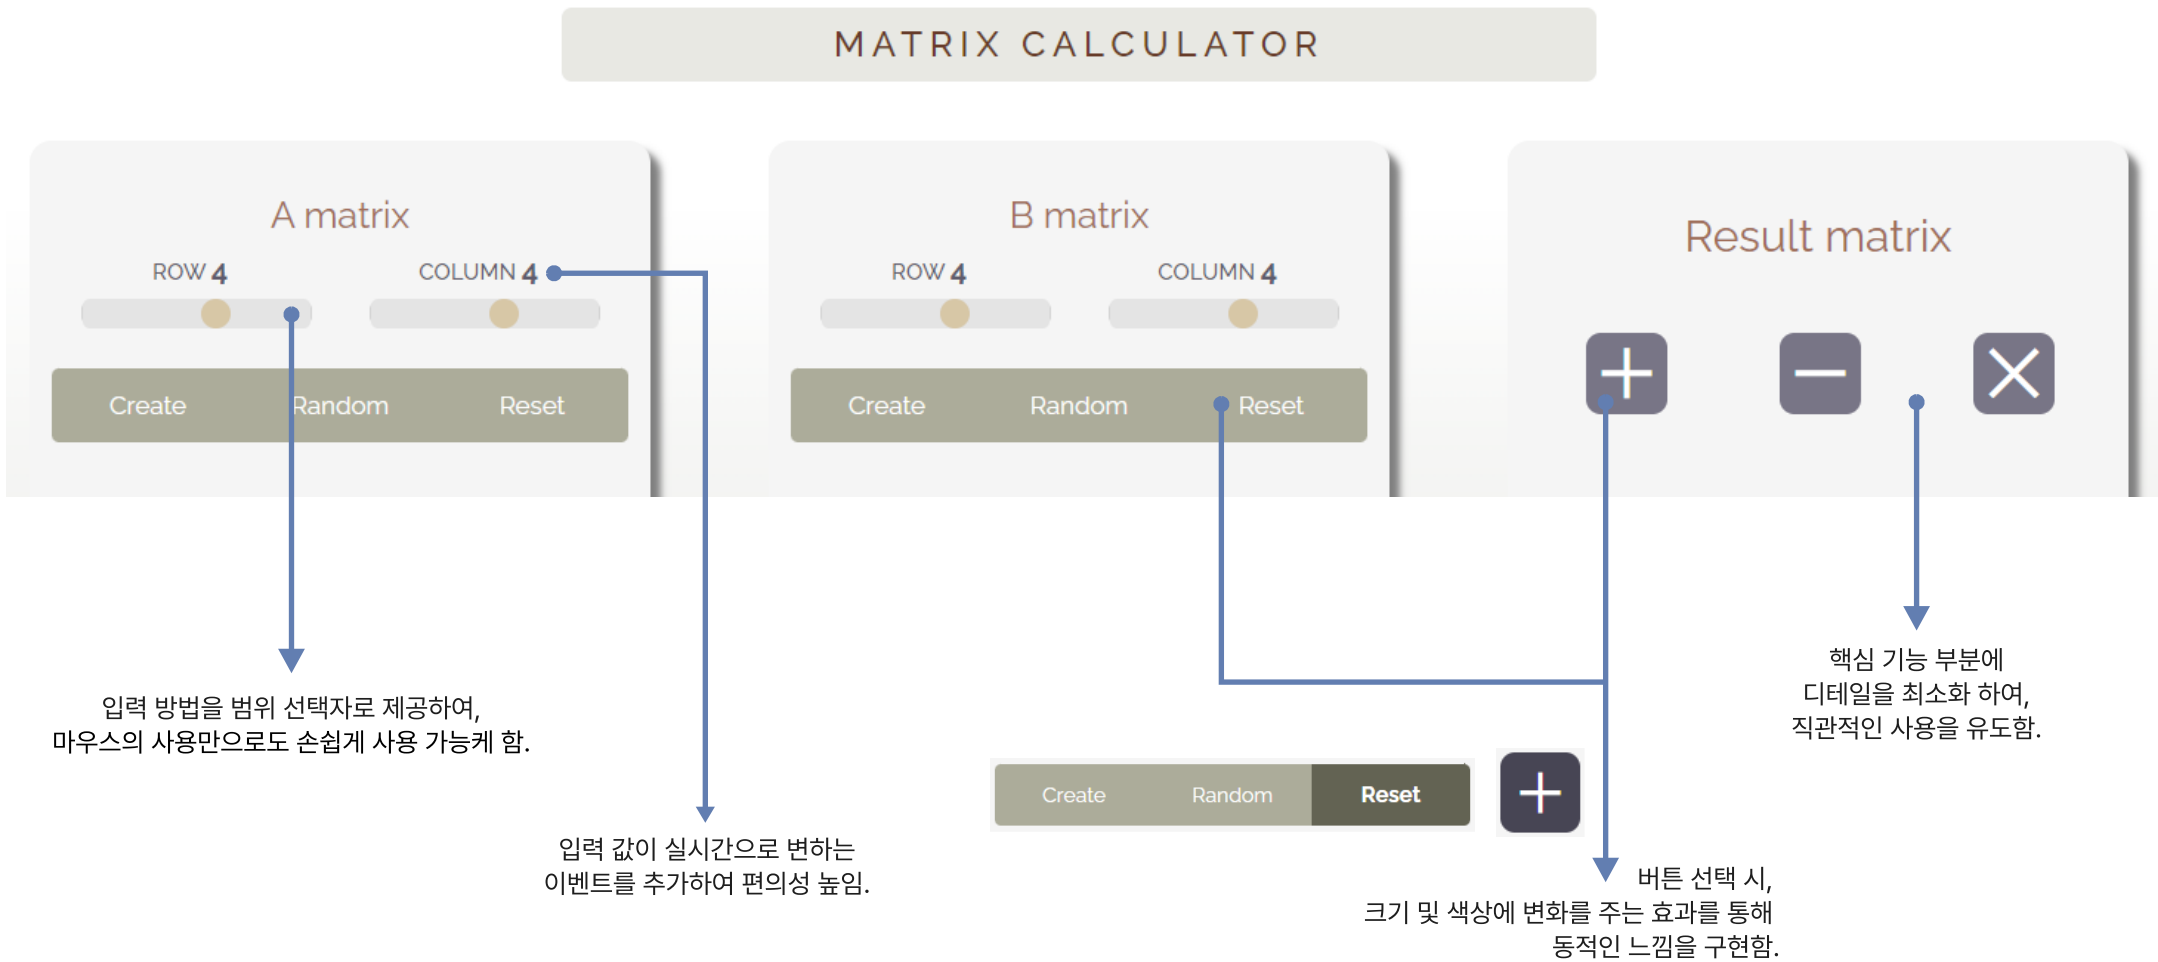 MATRIX CALCULATOR
A matrix
ROW 4
COLUMN 4
Create
Random
Reset
B matrix
ROW 4
COLUMN 4
Create
Random
Reset
Result matrix
+
−
×
입력 방법을 범위 선택자로 제공하여,
마우스의 사용만으로도 손쉽게 사용 가능케 함.
입력 값이 실시간으로 변하는
이벤트를 추가하여 편의성 높임.
Create
Random
Reset
+
버튼 선택 시,
크기 및 색상에 변화를 주는 효과를 통해
동적인 느낌을 구현함.
핵심 기능 부분에
디테일을 최소화 하여,
직관적인 사용을 유도함.